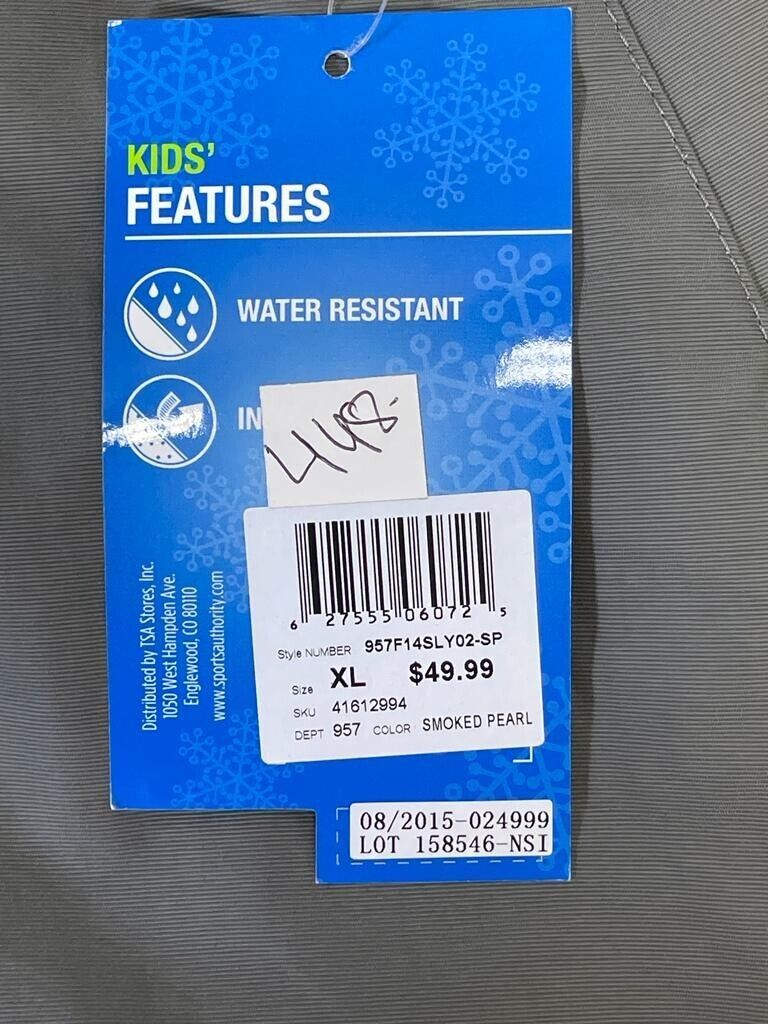 KIDS'
FEATURES
WATER RESISTANT
IN
448.
6 27555 06072 5
Style NUMBER 957F14SLY02-SP
Size XL $49.99
SKU 41612994
DEPT 957 COLOR SMOKED PEARL
Distributed by TSA Stores, Inc.
1050 West Hampden Ave.
Englewood, CO 80110
www.sportsauthority.com
08/2015-024999
LOT 158546-NSI